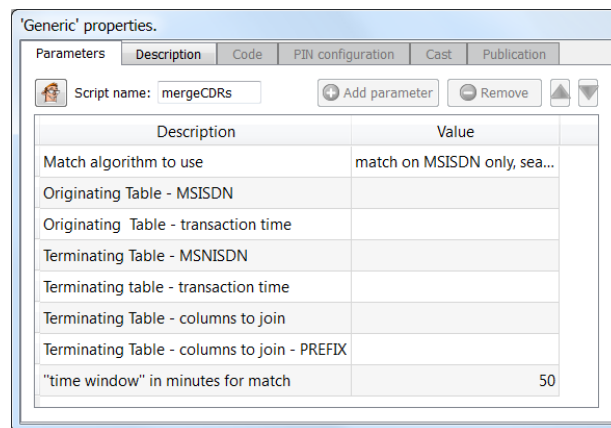 'Generic' properties.
Parameters Description Code PIN configuration Cast Publication
Script name: mergeCDRs Add parameter Remove
Description Value
Match algorithm to use match on MSISDN only, sea...
Originating Table - MSISDN
Originating  Table - transaction time
Terminating Table - MSNISDN
Terminating table - transaction time
Terminating Table - columns to join
Terminating Table - columns to join - PREFIX
"time window" in minutes for match 50